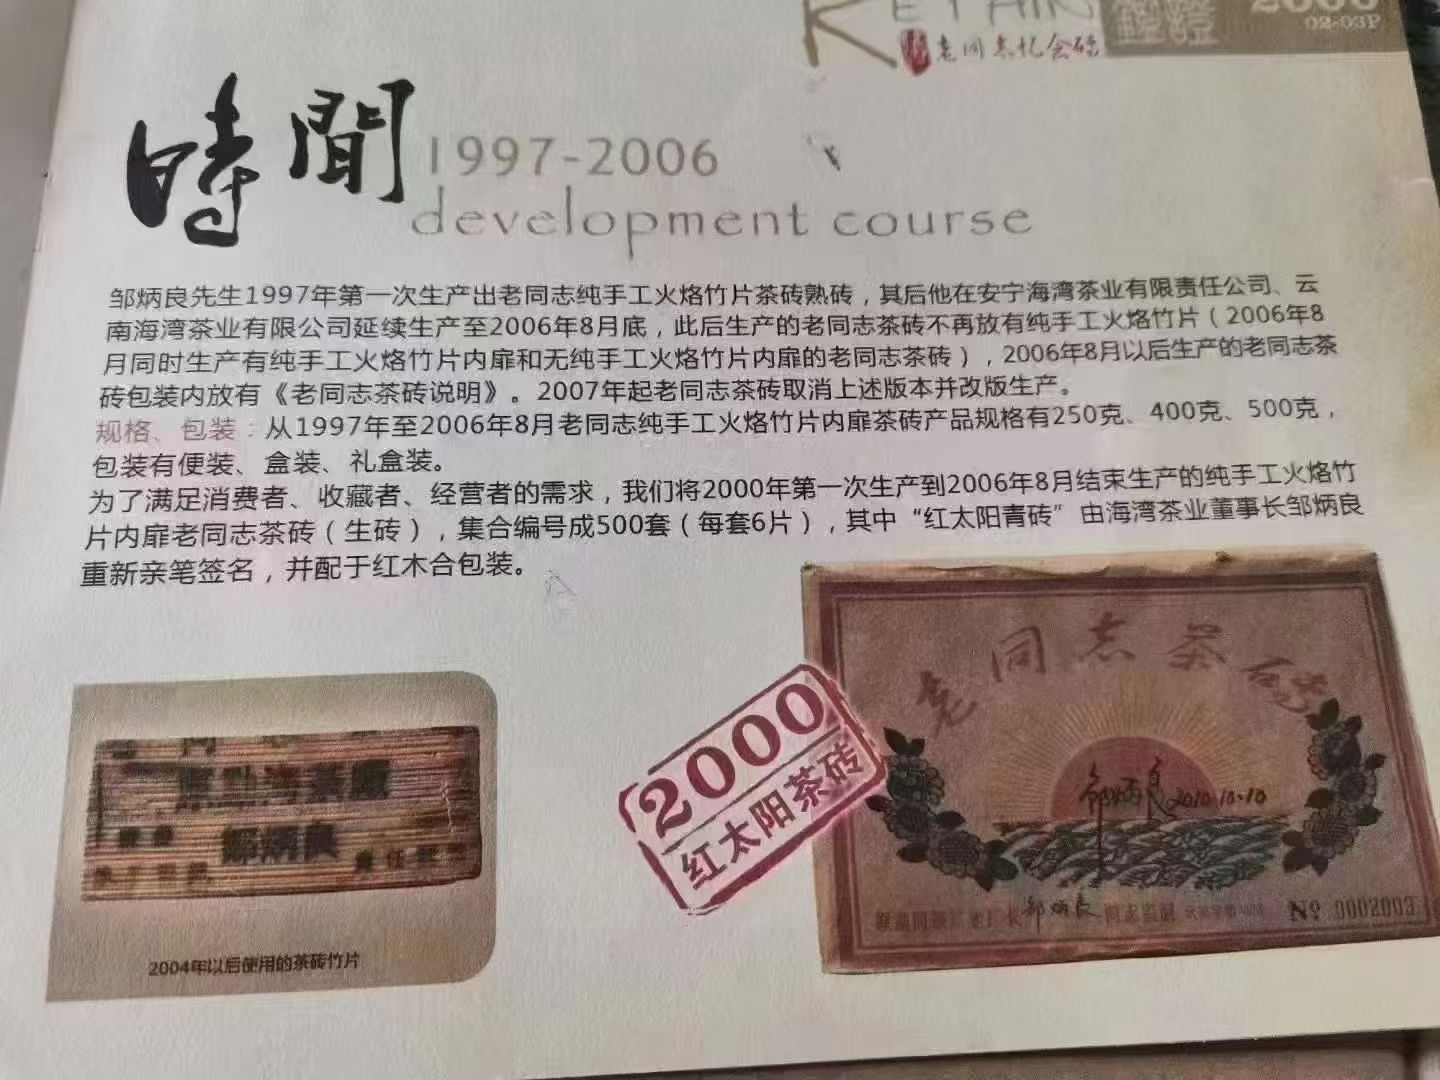 老同志忆念砖
02-03P
時間
1997-2006
development course
邹炳良先生1997年第一次生产出老同志纯手工火烙竹片茶砖熟砖，其后他在安宁海湾茶业有限责任公司、云
南海湾茶业有限公司延续生产至2006年8月底，此后生产的老同志茶砖不再放有纯手工火烙竹片（2006年8
月同时生产有纯手工火烙竹片内扉和无纯手工火烙竹片内扉的老同志茶砖），2006年8月以后生产的老同志茶
砖包装内放有《老同志茶砖说明》。2007年起老同志茶砖取消上述版本并改版生产。
规格、包装：从1997年至2006年8月老同志纯手工火烙竹片内扉茶砖产品规格有250克、400克、500克，
包装有便装、盒装、礼盒装。
为了满足消费者、收藏者、经营者的需求，我们将2000年第一次生产到2006年8月结束生产的纯手工火烙竹
片内扉老同志茶砖（生砖），集合编号成500套（每套6片），其中“红太阳青砖”由海湾茶业董事长邹炳良
重新亲笔签名，并配于红木合包装。
老同志茶砖
2000
红太阳茶砖
邹炳良 2010.10.10
邹炳良
№ 0002003
邹炳良
2004年以后使用的茶砖竹片